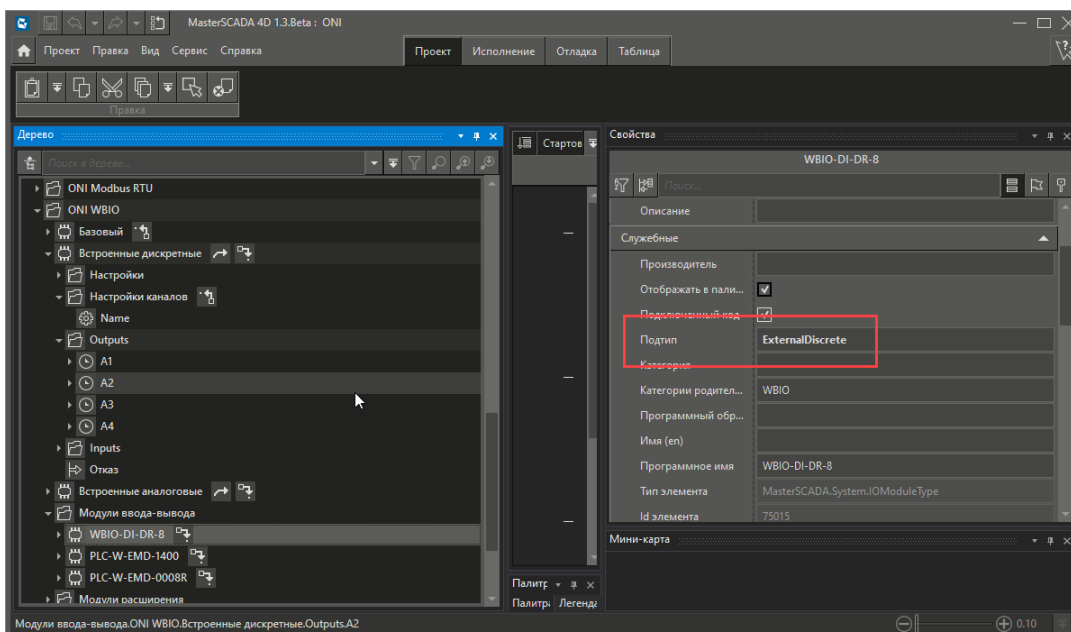 MasterSCADA 4D 1.3.Beta : ONI
Проект Правка Вид Сервис Справка
Проект Исполнение Отладка Таблица
Правка
Дерево
Поиск в дереве...
ONI Modbus RTU
ONI WBIO
Базовый
Встроенные дискретные
Настройки
Настройки каналов
Name
Outputs
A1
A2
A3
A4
Inputs
Отказ
Встроенные аналоговые
Модули ввода-вывода
WBIO-DI-DR-8
PLC-W-EMD-1400
PLC-W-EMD-0008R
Модули расширения
Стартов
Палитр
Палитра Легенда
Свойства
WBIO-DI-DR-8
Поиск...
Описание
Служебные
Производитель
Отображать в пали...
Подключенный код
Подтип ExternalDiscrete
Категория
Категории родител... WBIO
Программный обр...
Имя (en)
Программное имя WBIO-DI-DR-8
Тип элемента MasterSCADA.System.IOModuleType
Id элемента 75015
Мини-карта
Модули ввода-вывода.ONI WBIO.Встроенные дискретные.Outputs.A2
0.10